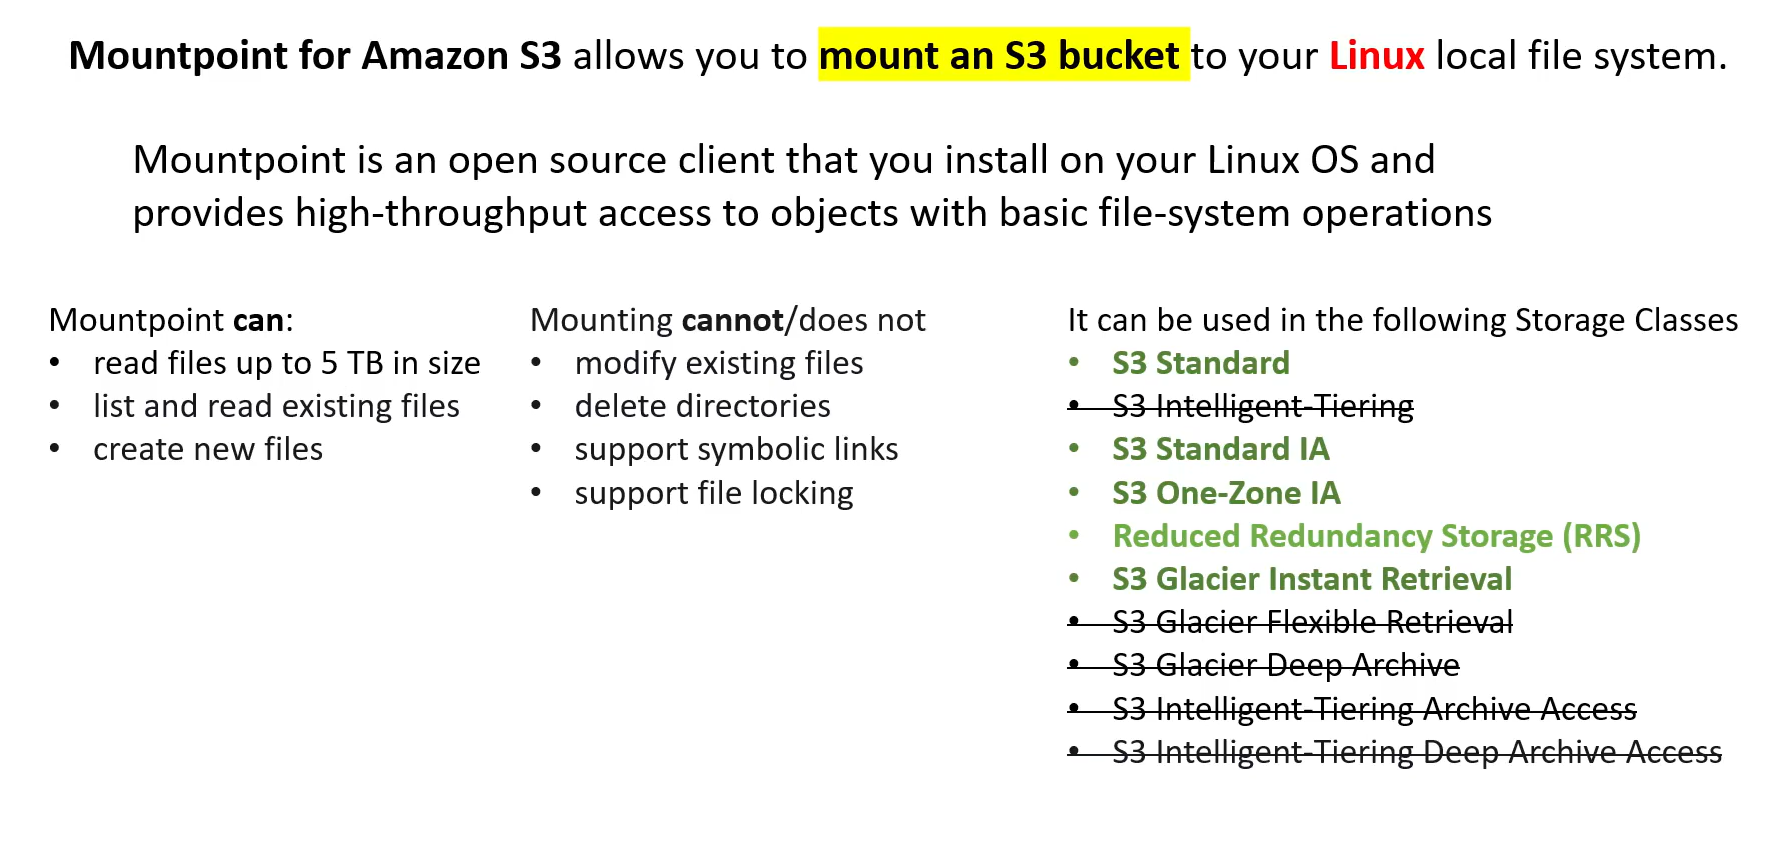 Mountpoint for Amazon S3 allows you to mount an S3 bucket to your Linux local file system.
Mountpoint is an open source client that you install on your Linux OS and
provides high-throughput access to objects with basic file-system operations
Mountpoint can:
• read files up to 5 TB in size
• list and read existing files
• create new files
Mounting cannot/does not
• modify existing files
• delete directories
• support symbolic links
• support file locking
It can be used in the following Storage Classes
• S3 Standard
• S3 Intelligent-Tiering
• S3 Standard IA
• S3 One-Zone IA
• Reduced Redundancy Storage (RRS)
• S3 Glacier Instant Retrieval
• S3 Glacier Flexible Retrieval
• S3 Glacier Deep Archive
• S3 Intelligent-Tiering Archive Access
• S3 Intelligent-Tiering Deep Archive Access